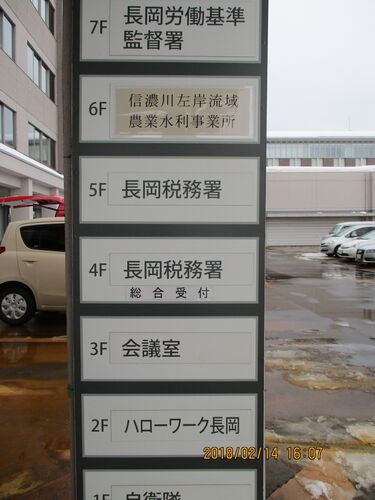 7F 長岡労働基準
監督署
6F 信濃川左岸流域
農業水利事業所
5F 長岡税務署
4F 長岡税務署
総合受付
3F 会議室
2F ハローワーク長岡
1F 自衛隊
2018/02/14 16:07